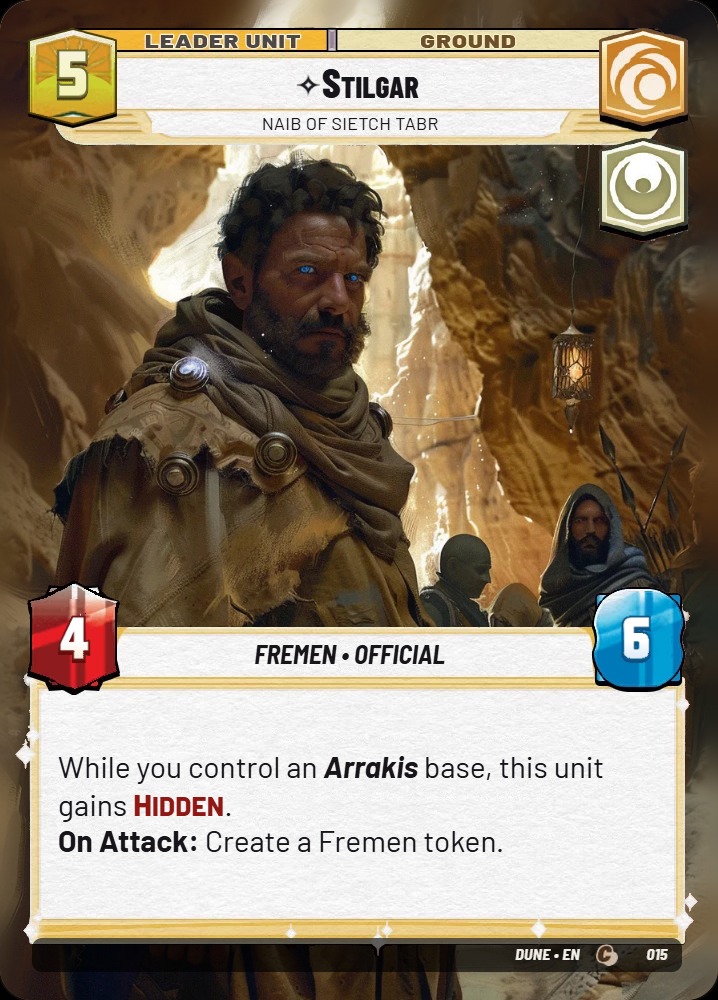 LEADER UNIT
GROUND
5
✧STILGAR
NAIB OF SIETCH TABR
4
FREMEN • OFFICIAL
6
While you control an Arrakis base, this unit
gains HIDDEN.
On Attack: Create a Fremen token.
DUNE • EN C 015